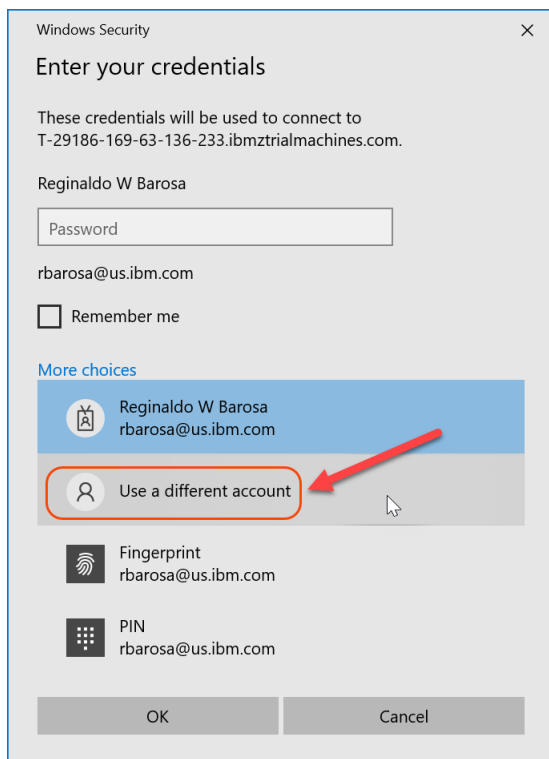 Windows Security
Enter your credentials
These credentials will be used to connect to
T-29186-169-63-136-233.ibmztrialmachines.com.
Reginaldo W Barosa
Password
rbarosa@us.ibm.com
Remember me
More choices
Reginaldo W Barosa
rbarosa@us.ibm.com
Use a different account
Fingerprint
rbarosa@us.ibm.com
PIN
rbarosa@us.ibm.com
OK
Cancel